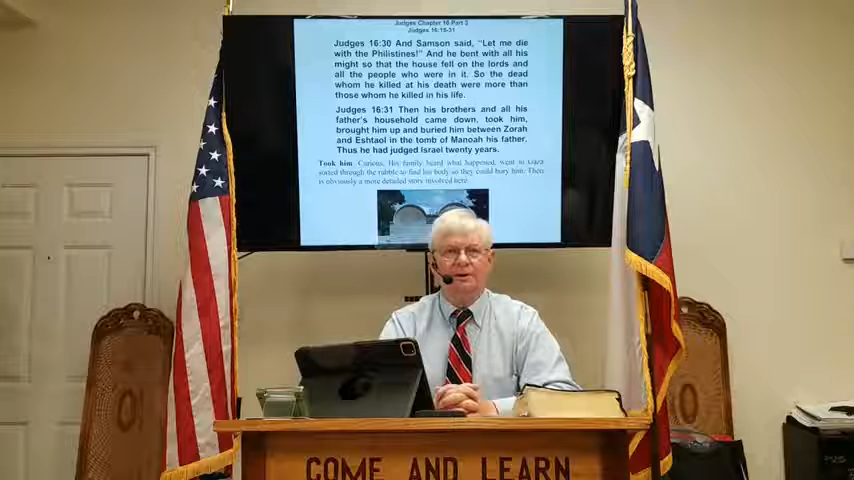 Judges Chapter 16 Part 3
Judges 16:15-31
Judges 16:30 And Samson said, "Let me die
with the Philistines!" And he bent with all his
might so that the house fell on the lords and
all the people who were in it. So the dead
whom he killed at his death were more than
those whom he killed in his life.
Judges 16:31 Then his brothers and all his
father's household came down, took him,
brought him up and buried him between Zorah
and Eshtaol in the tomb of Manoah his father.
Thus he had judged Israel twenty years.
Took him Curious. His family heard what happened, went to Gaza
sorted through the rubble to find his body so they could bury him. There
is obviously a more detailed story involved here.
COME AND LEARN